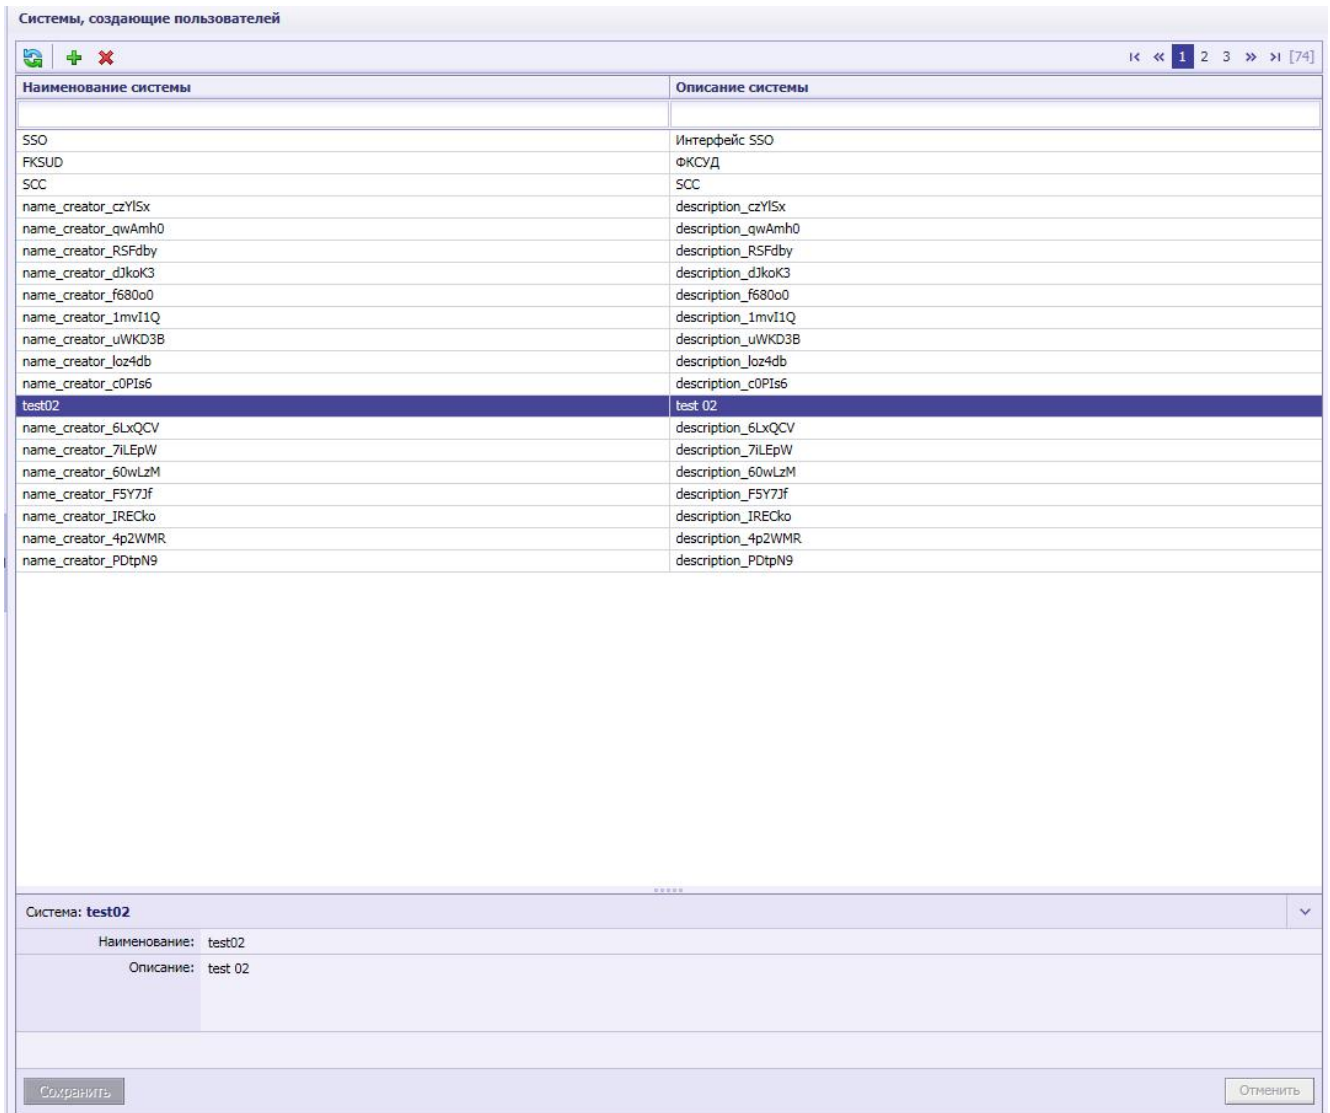 Системы, создающие пользователей
1 2 3 [74]
Наименование системы Описание системы
SSO Интерфейс SSO
FKSUD ФКСУД
SCC SCC
name_creator_czYlSx description_czYlSx
name_creator_qwAmh0 description_qwAmh0
name_creator_RSFdby description_RSFdby
name_creator_dJkoK3 description_dJkoK3
name_creator_f680o0 description_f680o0
name_creator_1mvI1Q description_1mvI1Q
name_creator_uWKD3B description_uWKD3B
name_creator_loz4db description_loz4db
name_creator_c0PIs6 description_c0PIs6
test02 test 02
name_creator_6LxQCV description_6LxQCV
name_creator_7iLEpW description_7iLEpW
name_creator_60wLzM description_60wLzM
name_creator_F5Y7Jf description_F5Y7Jf
name_creator_IRECko description_IRECko
name_creator_4p2WMR description_4p2WMR
name_creator_PDtpN9 description_PDtpN9
Система: test02
Наименование: test02
Описание: test 02
Сохранить Отменить